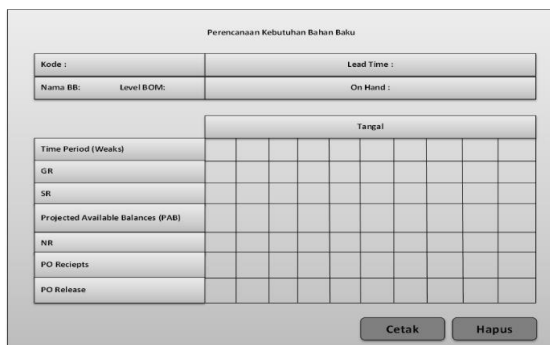 Perencanaan Kebutuhan Bahan Baku
Kode : Lead Time :
Nama BB: Level BOM: On Hand :
Tangal
Time Period (Weaks)
GR
SR
Projected Available Balances (PAB)
NR
PO Reciepts
PO Release
Cetak Hapus